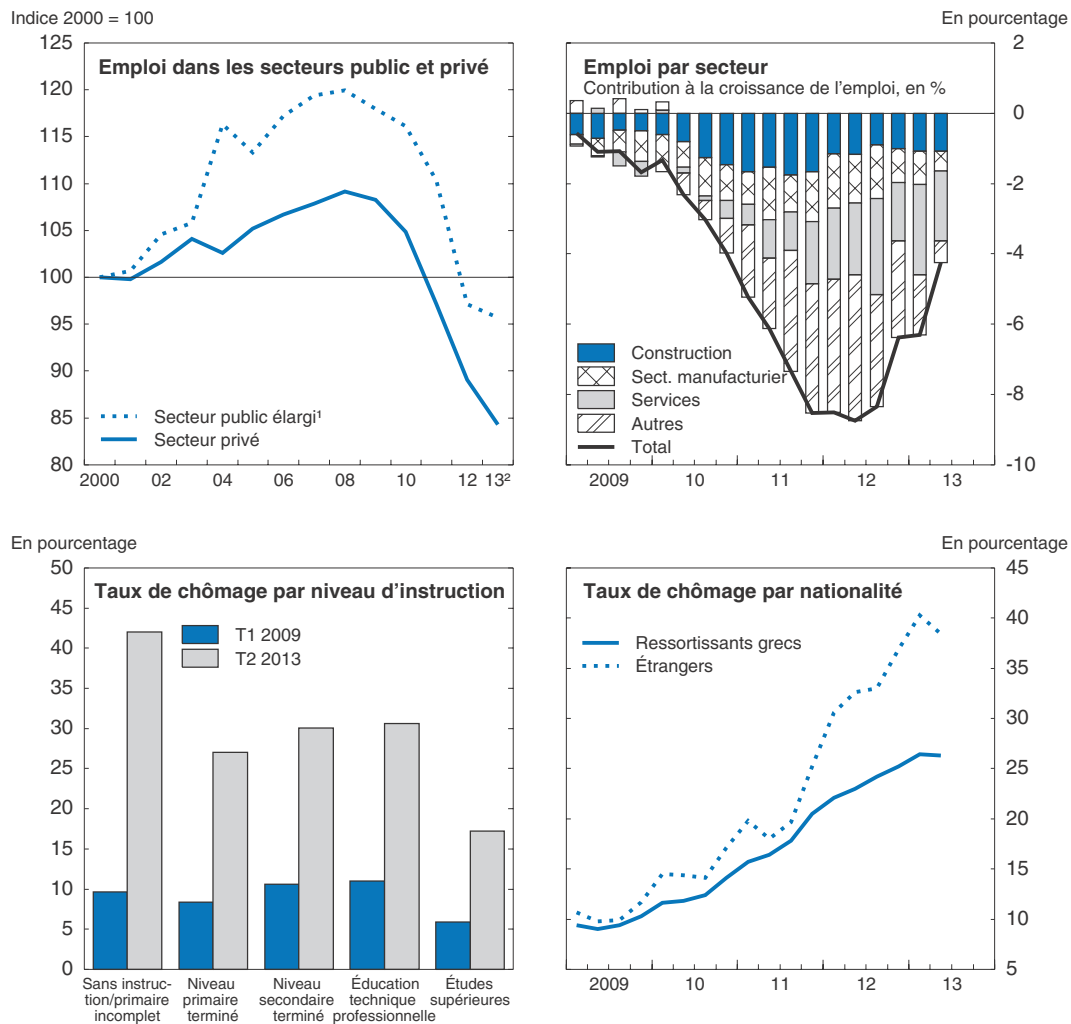 Indice 2000 = 100
Emploi dans les secteurs public et privé
125
120
115
110
105
100
95
90
85
80
Secteur public élargi¹
Secteur privé
2000 02 04 06 08 10 12 13²
En pourcentage
Emploi par secteur
Contribution à la croissance de l’emploi, en %
2
0
-2
-4
-6
-8
-10
Construction
Sect. manufacturier
Services
Autres
Total
2009 10 11 12 13
En pourcentage
Taux de chômage par niveau d’instruction
50
45
40
35
30
25
20
15
10
5
0
T1 2009
T2 2013
Sans instruc-
tion/primaire
incomplet
Niveau
primaire
terminé
Niveau
secondaire
terminé
Éducation
technique
professionnelle
Études
supérieures
En pourcentage
Taux de chômage par nationalité
45
40
35
30
25
20
15
10
5
Ressortissants grecs
Étrangers
2009 10 11 12 13